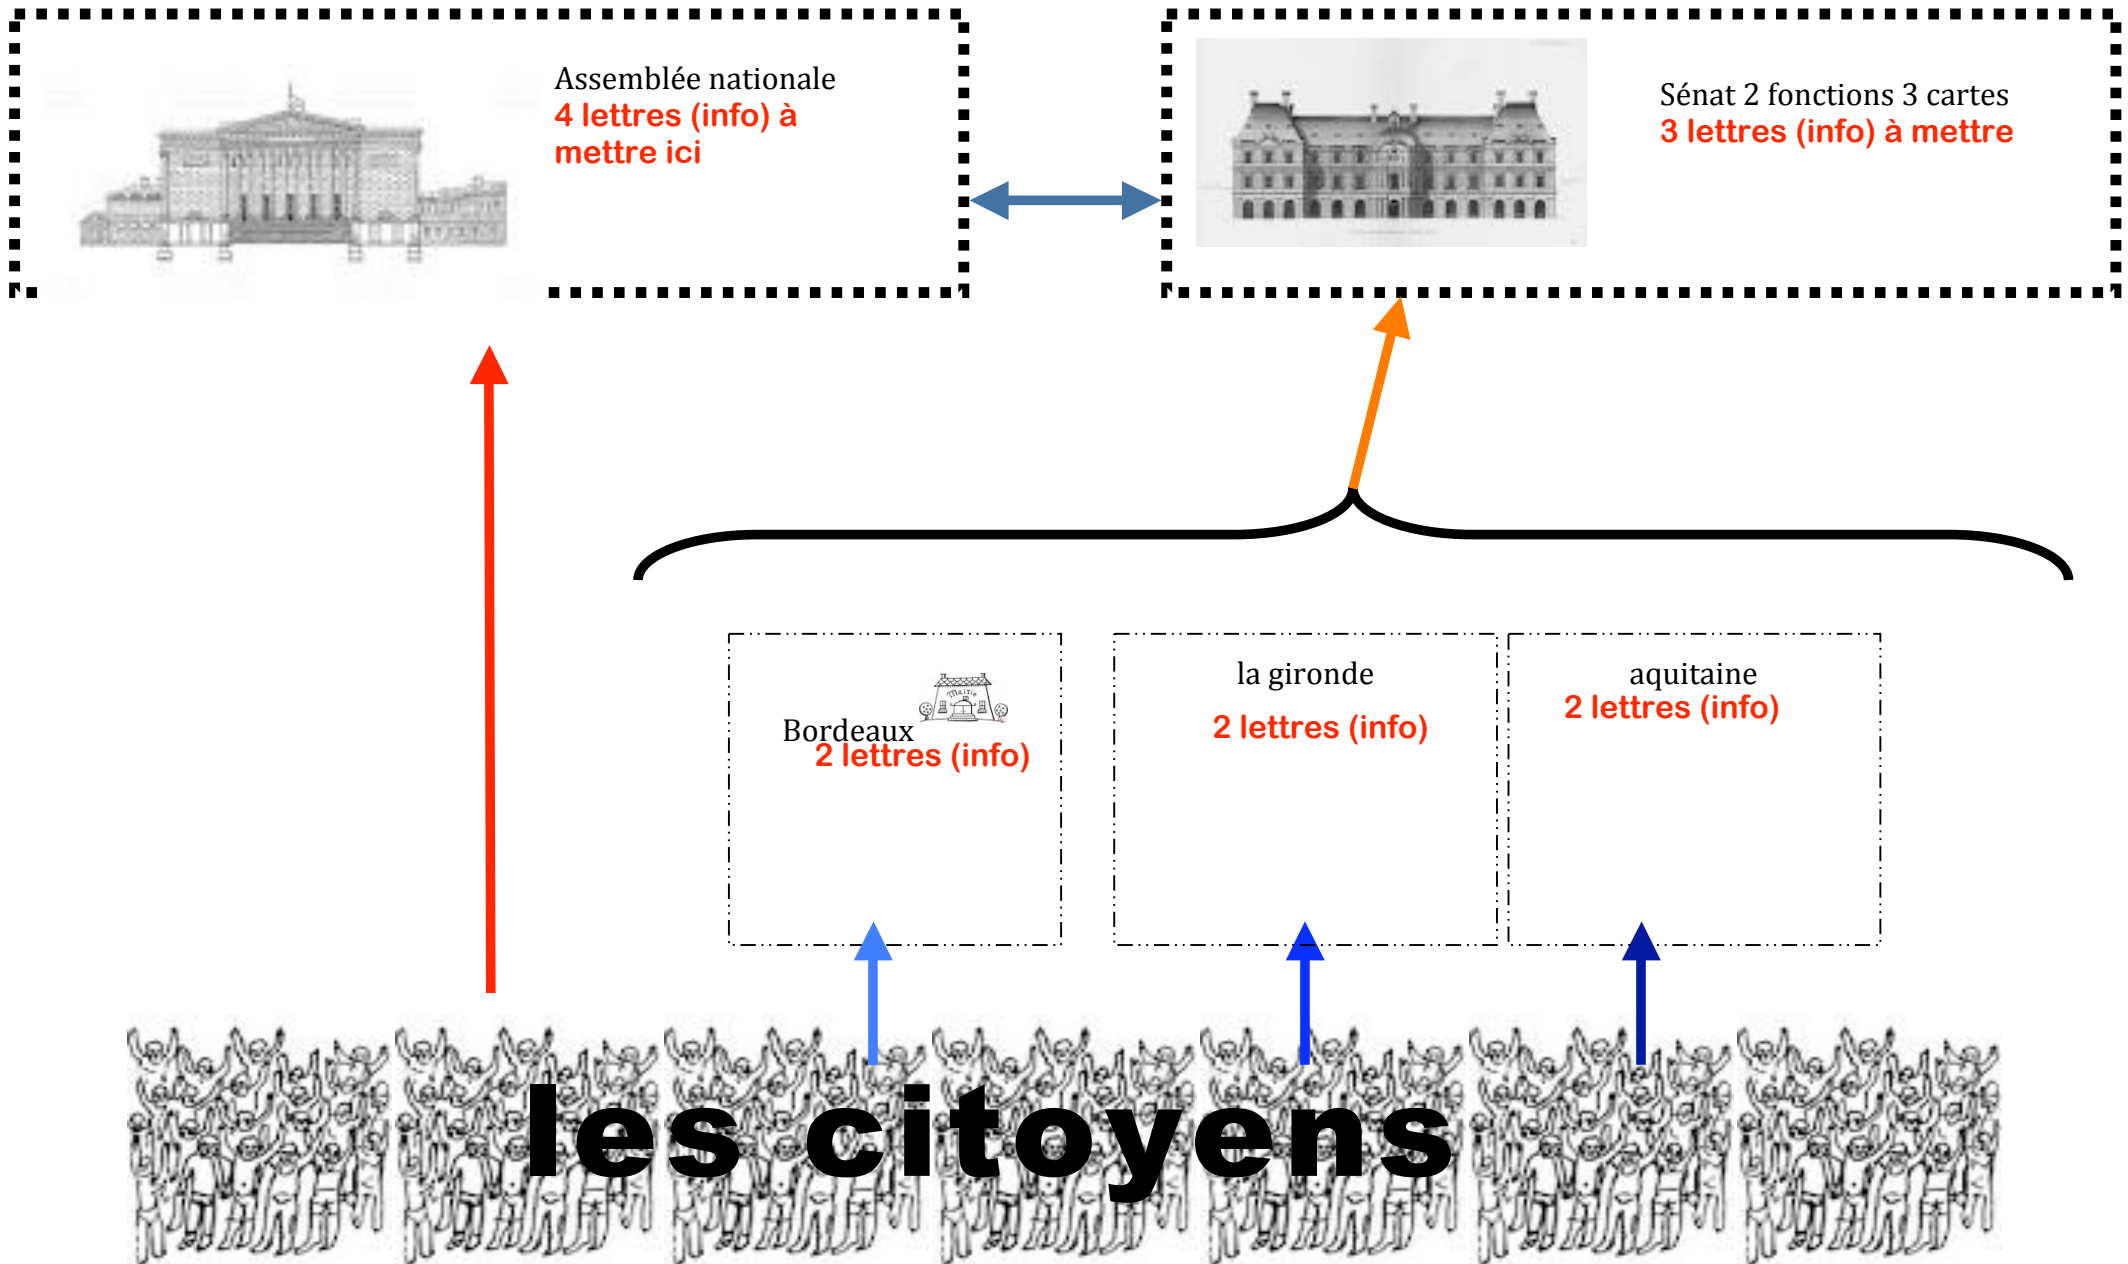 Assemblée nationale
4 lettres (info) à
mettre ici
Sénat 2 fonctions 3 cartes
3 lettres (info) à mettre
Mairie
Bordeaux
2 lettres (info)
la gironde
2 lettres (info)
aquitaine
2 lettres (info)
les citoyens